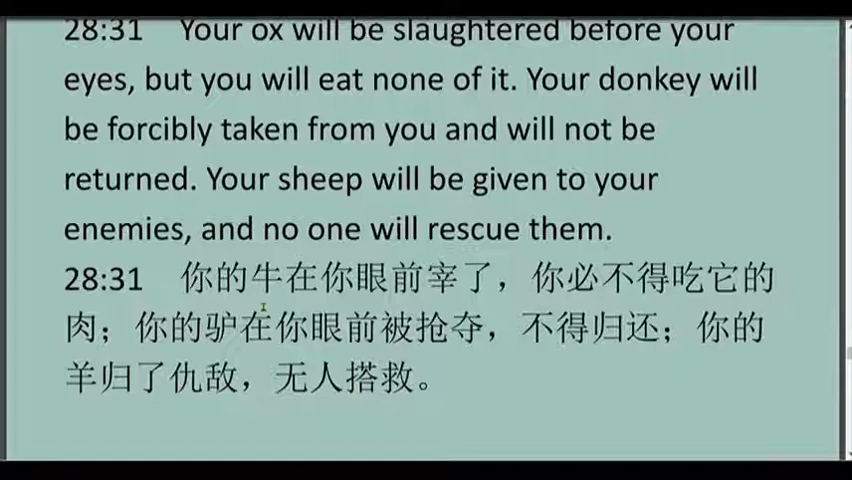 28:31 Your ox will be slaughtered before your
eyes, but you will eat none of it. Your donkey will
be forcibly taken from you and will not be
returned. Your sheep will be given to your
enemies, and no one will rescue them.
28:31 你的牛在你眼前宰了，你必不得吃它的
肉；你的驴在你眼前被抢夺，不得归还；你的
羊归了仇敌，无人搭救。